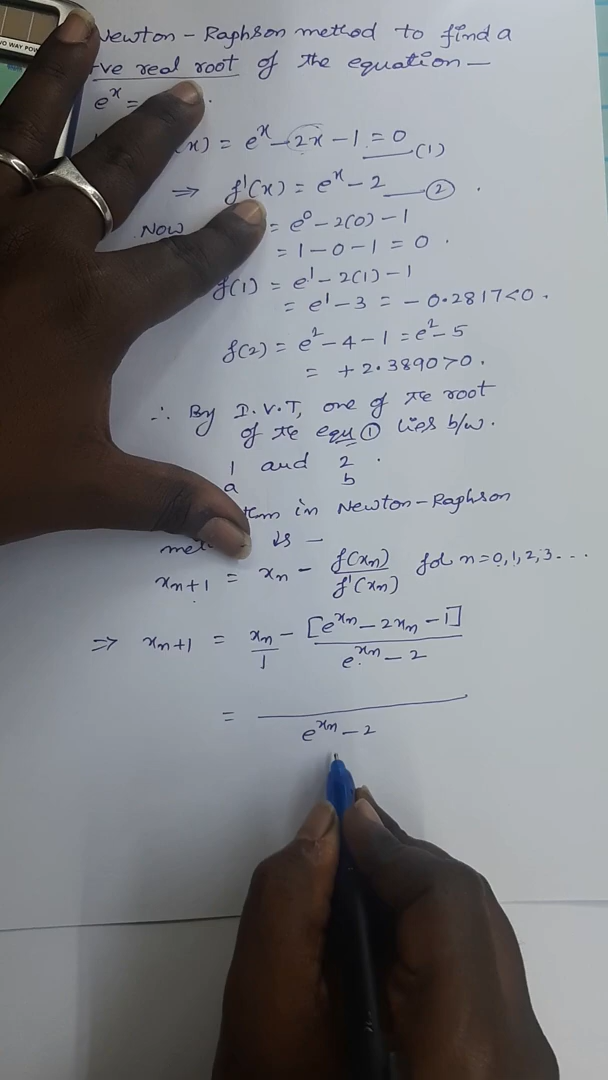 Newton-Raphson method to find a
+ve real root of the equation —
e^x =
(x) = e^x - 2x - 1 = 0 — (1)
⇒ f'(x) = e^x - 2 — ②.
Now = e^0 - 2(0) - 1
= 1 - 0 - 1 = 0.
f(1) = e^1 - 2(1) - 1
= e^1 - 3 = - 0.2817 < 0.
f(2) = e^2 - 4 - 1 = e^2 - 5
= + 2.3890 > 0.
∴ By I.V.T, one of the root
of the equ ① lies b/w.
1 and 2.
a b
in Newton-Raphson
is —
x_{n+1} = x_n - f(x_n)/f'(x_n) for n = 0, 1, 2, 3 ...
⇒ x_{n+1} = x_n/1 - [e^{x_n} - 2x_n - 1]/e^{x_n} - 2
= e^{x_n} - 2